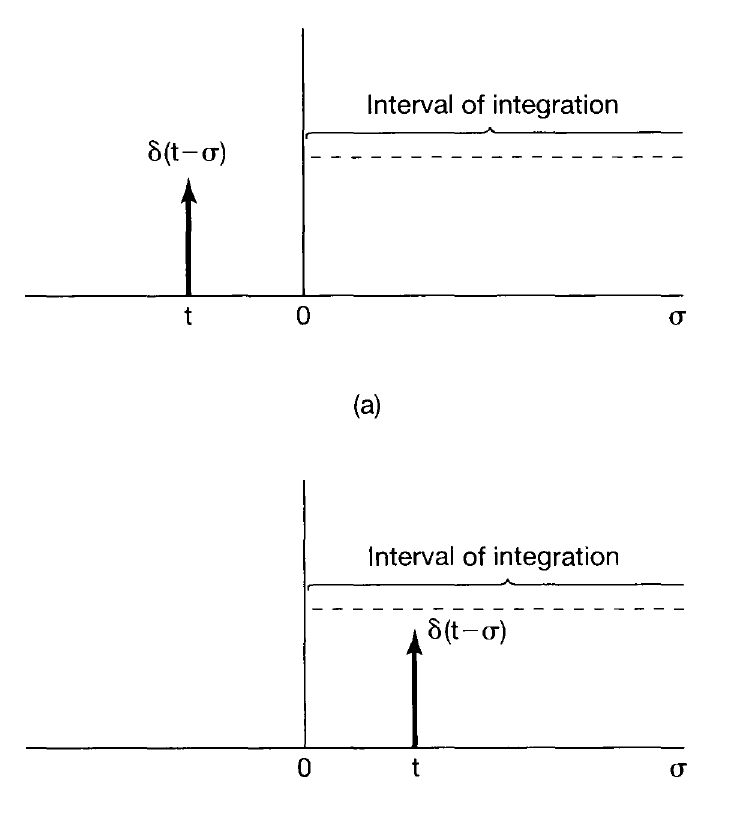 Interval of integration
δ(t−σ)
t 0 σ
(a)
Interval of integration
δ(t−σ)
0 t σ